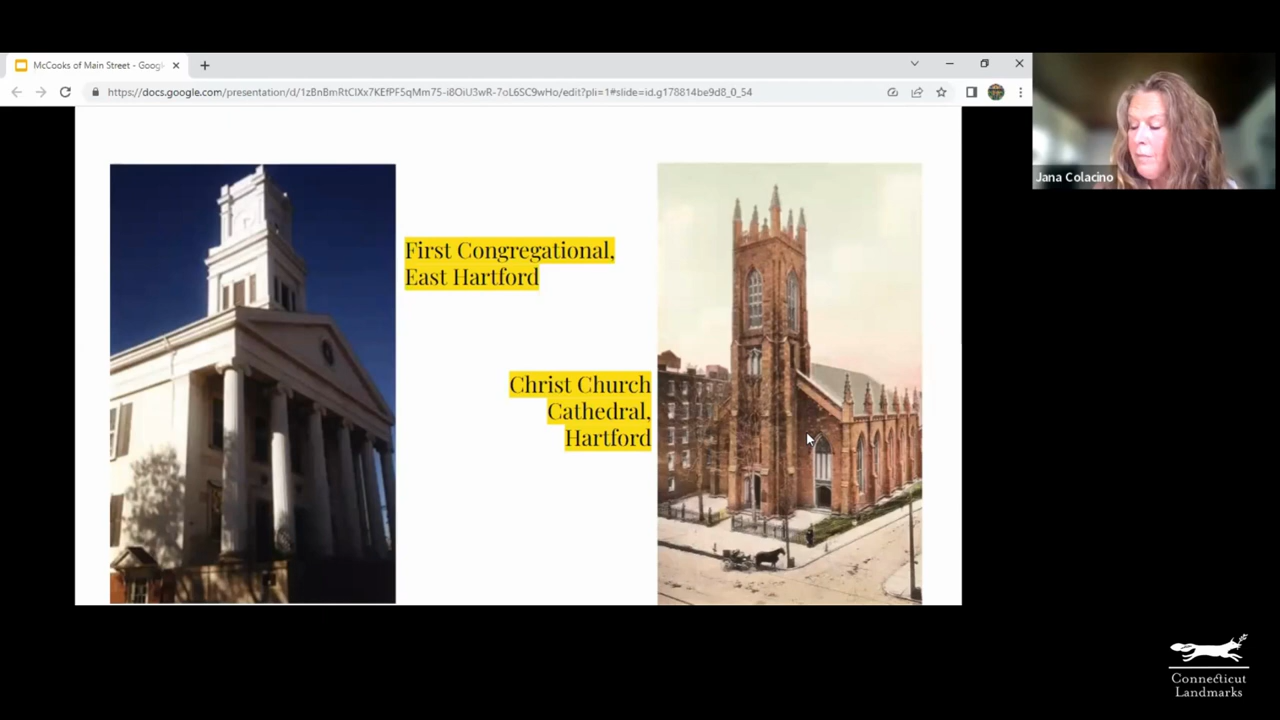 McCooks of Main Street - Googl
https://docs.google.com/presentation/d/1zBnBmRtClXx7KEfPF5qMm75-i8OiU3wR-7oL6SC9wHo/edit?pli=1#slide=id.g178814be9d8_0_54
Jana Colacino
First Congregational,
East Hartford
Christ Church
Cathedral,
Hartford
Connecticut
Landmarks